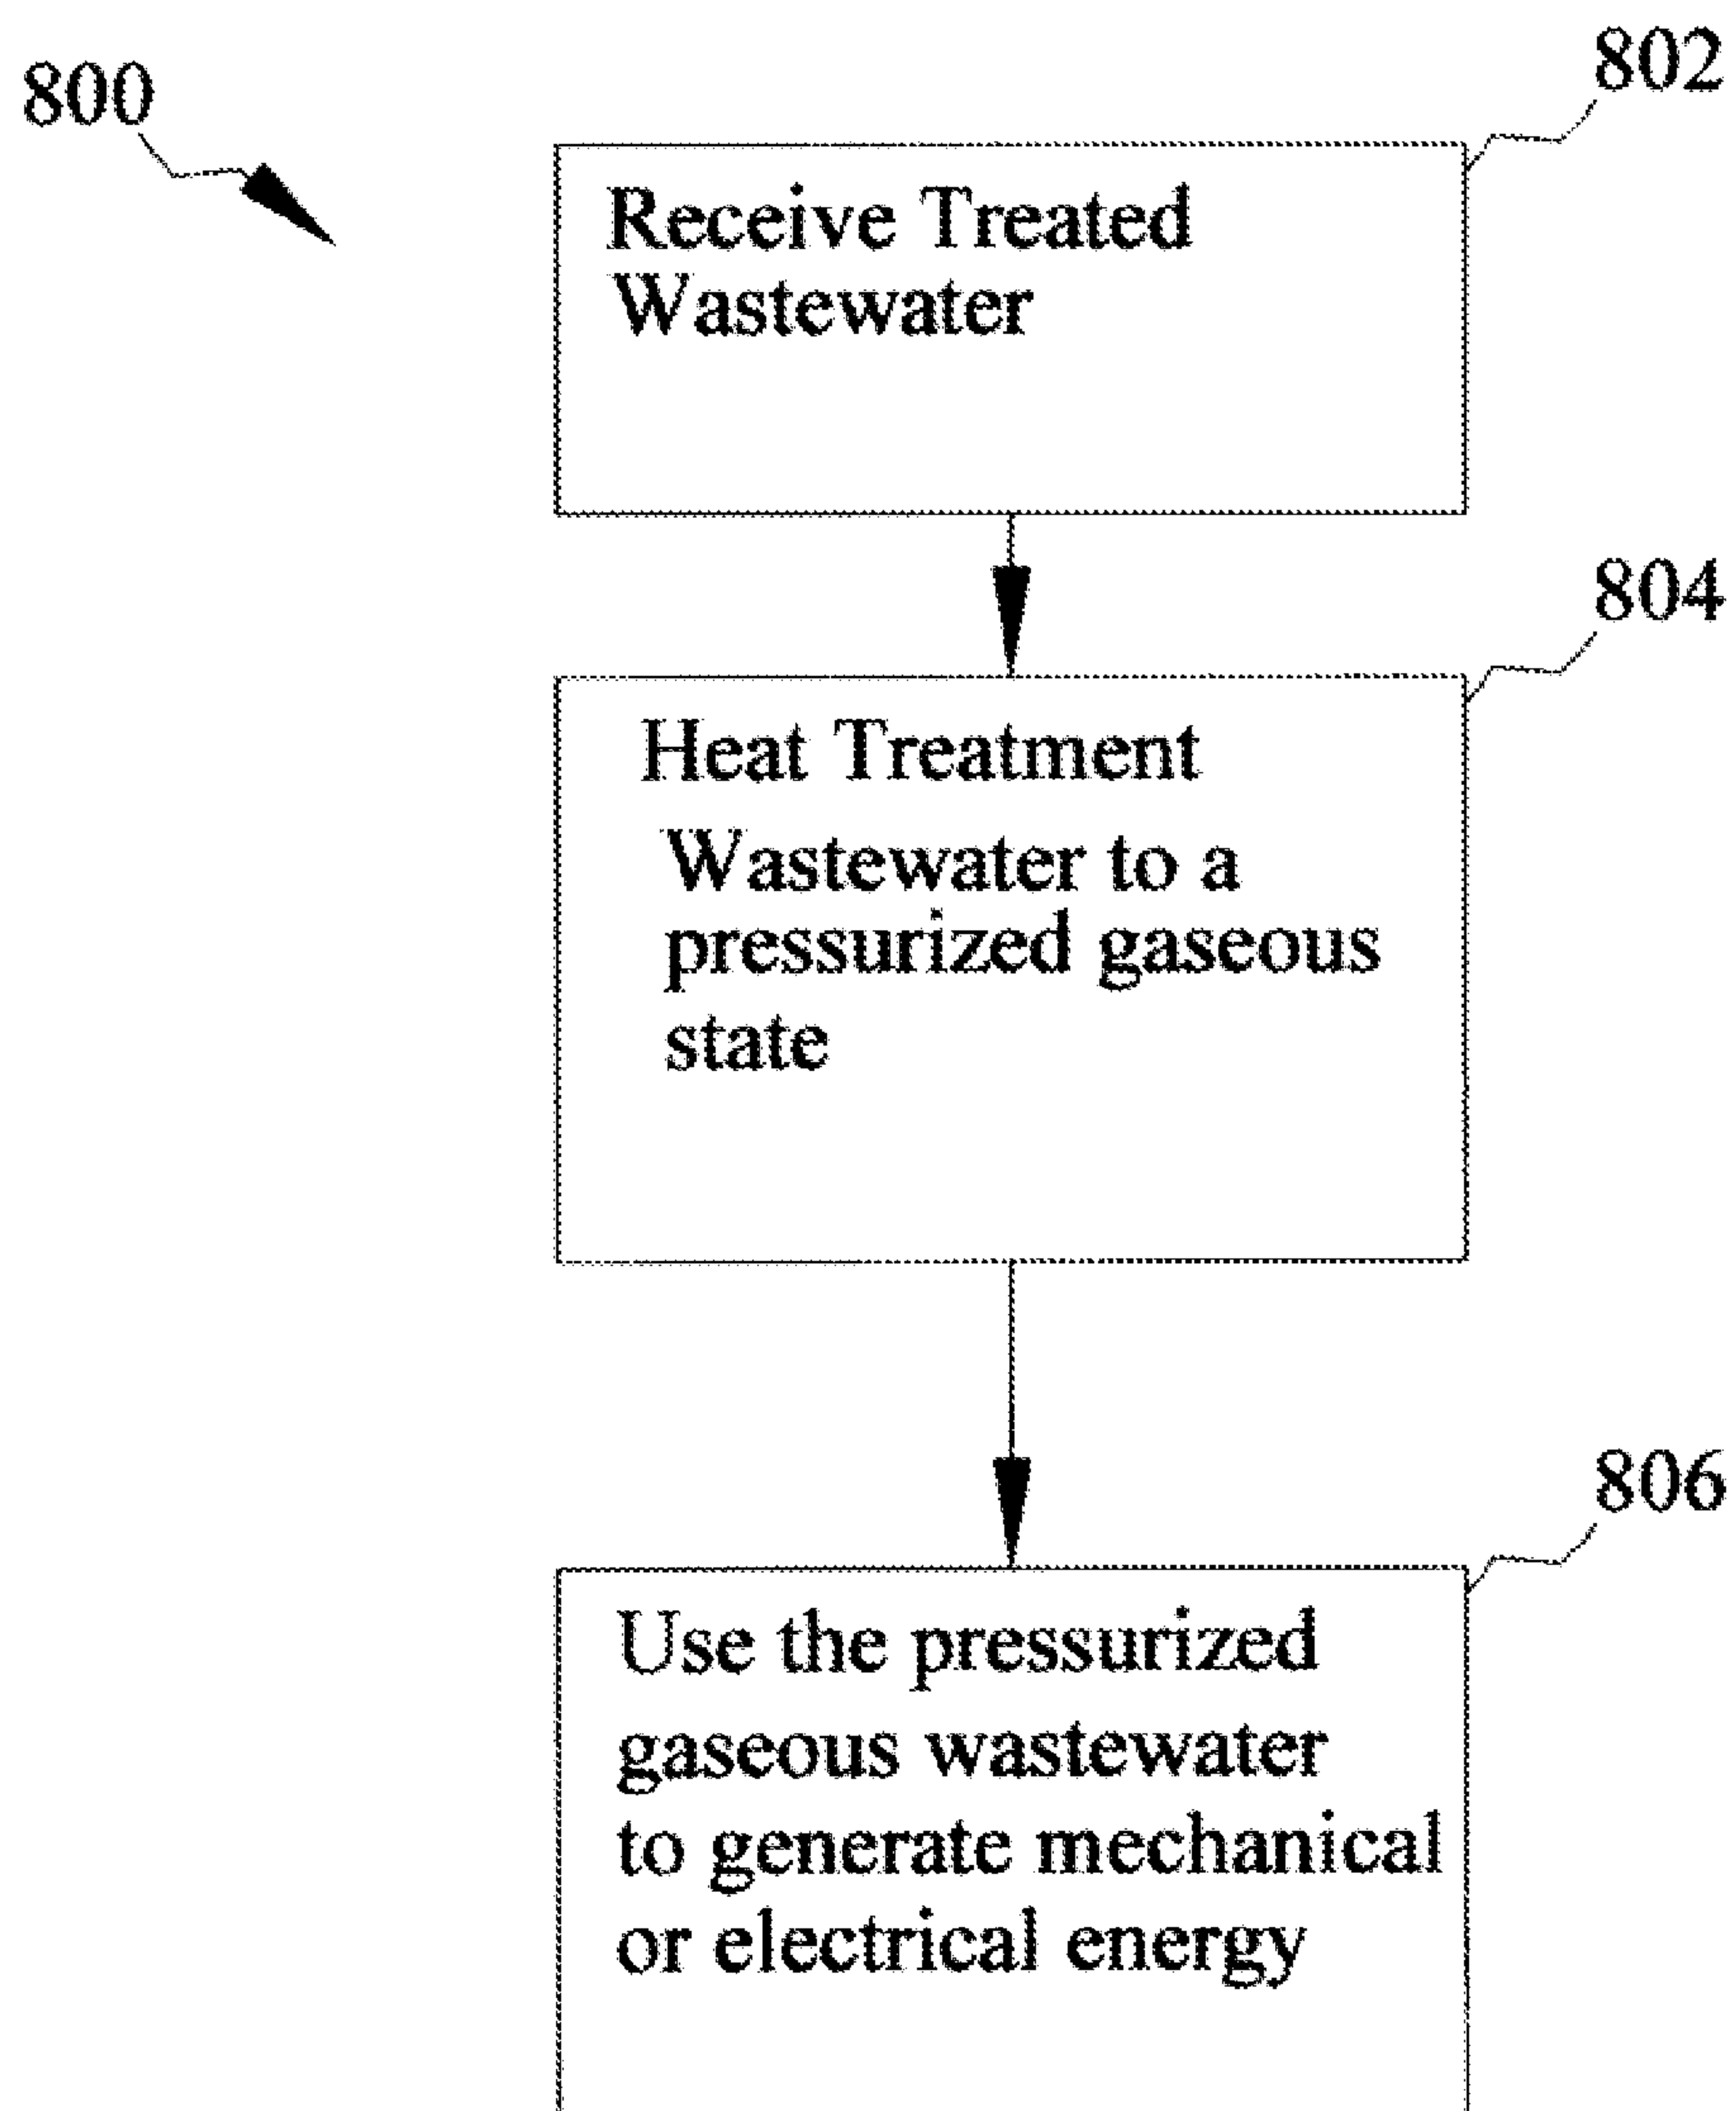 800
802
Receive Treated
Wastewater
804
Heat Treatment
Wastewater to a
pressurized gaseous
state
806
Use the pressurized
gaseous wastewater
to generate mechanical
or electrical energy